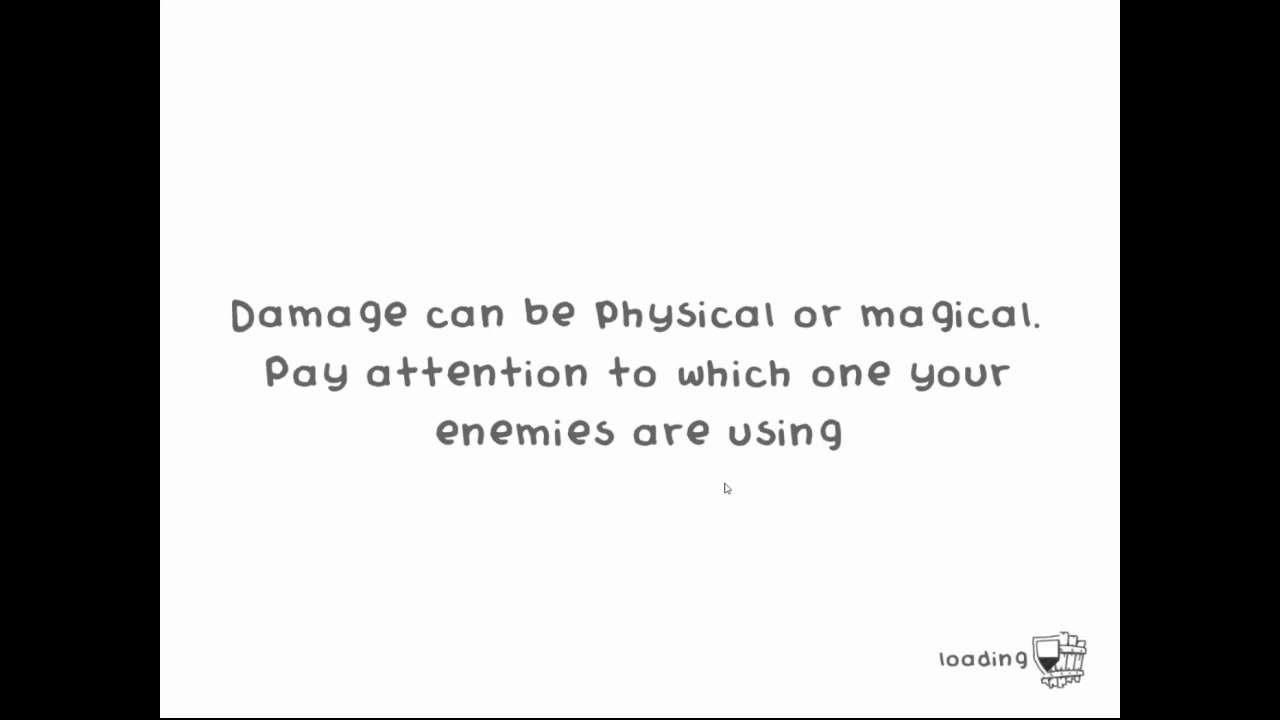 Damage can be Physical or magical.
Pay attention to which one your
enemies are using
loading